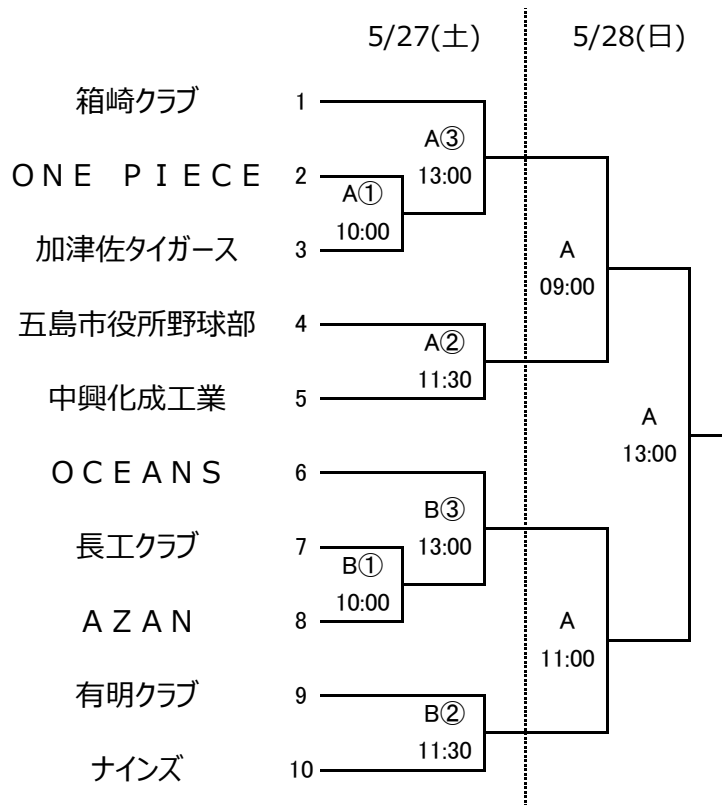 5/27(土) 5/28(日)
箱崎クラブ 1
A③
ＯＮＥ　ＰＩＥＣＥ 2
13:00
A①
10:00
加津佐タイガース 3
A
09:00
五島市役所野球部 4
A②
11:30
中興化成工業 5
A
13:00
ＯＣＥＡＮＳ 6
B③
13:00
長工クラブ 7
B①
10:00
ＡＺＡＮ 8
A
11:00
有明クラブ 9
B②
11:30
ナインズ 10